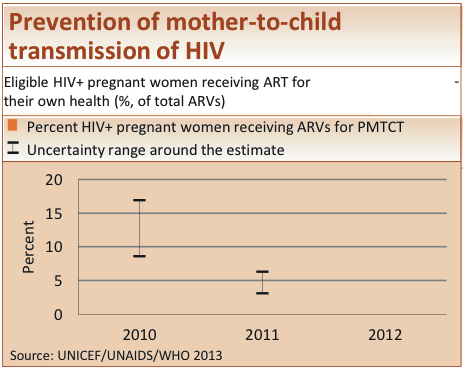 Prevention of mother-to-child
transmission of HIV
Eligible HIV+ pregnant women receiving ART for -
their own health (%, of total ARVs)
Percent HIV+ pregnant women receiving ARVs for PMTCT
Uncertainty range around the estimate
20
15
10
5
0
Percent
2010 2011 2012
Source: UNICEF/UNAIDS/WHO 2013